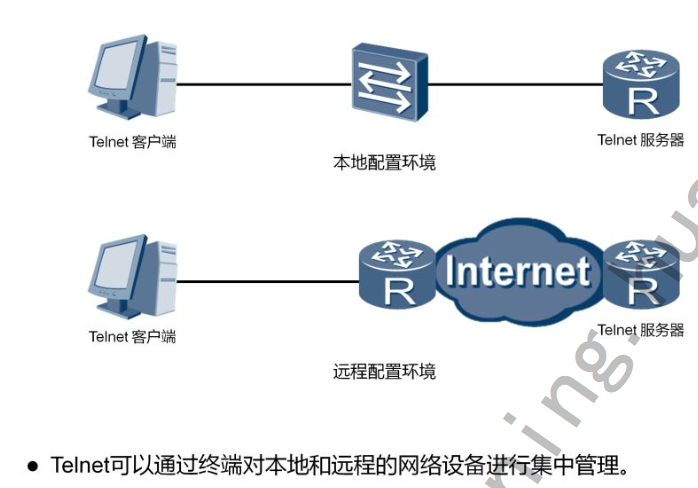 R
Telnet 客户端
Telnet 服务器
本地配置环境
Internet
R
R
Telnet 客户端
Telnet 服务器
远程配置环境
● Telnet可以通过终端对本地和远程的网络设备进行集中管理。